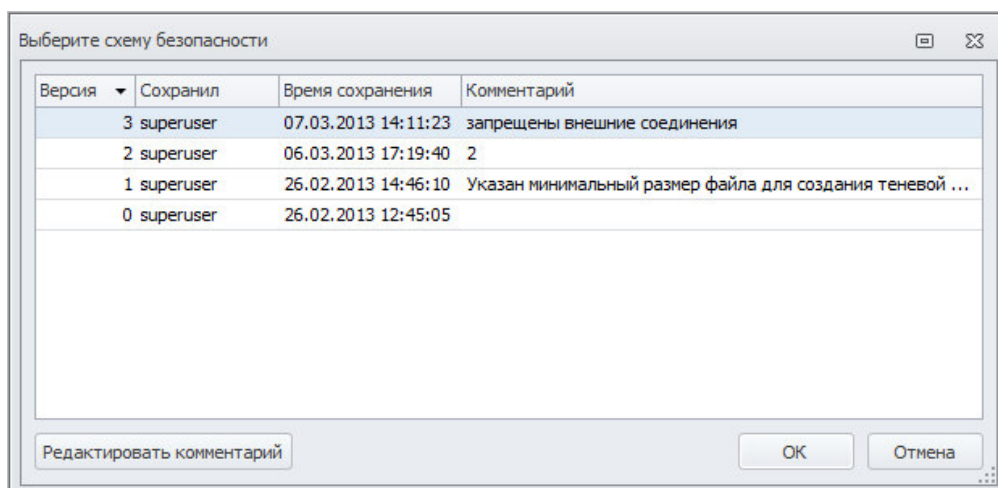 Выберите схему безопасности
Версия Сохранил Время сохранения Комментарий
3 superuser 07.03.2013 14:11:23 запрещены внешние соединения
2 superuser 06.03.2013 17:19:40 2
1 superuser 26.02.2013 14:46:10 Указан минимальный размер файла для создания теневой ...
0 superuser 26.02.2013 12:45:05
Редактировать комментарий OK Отмена